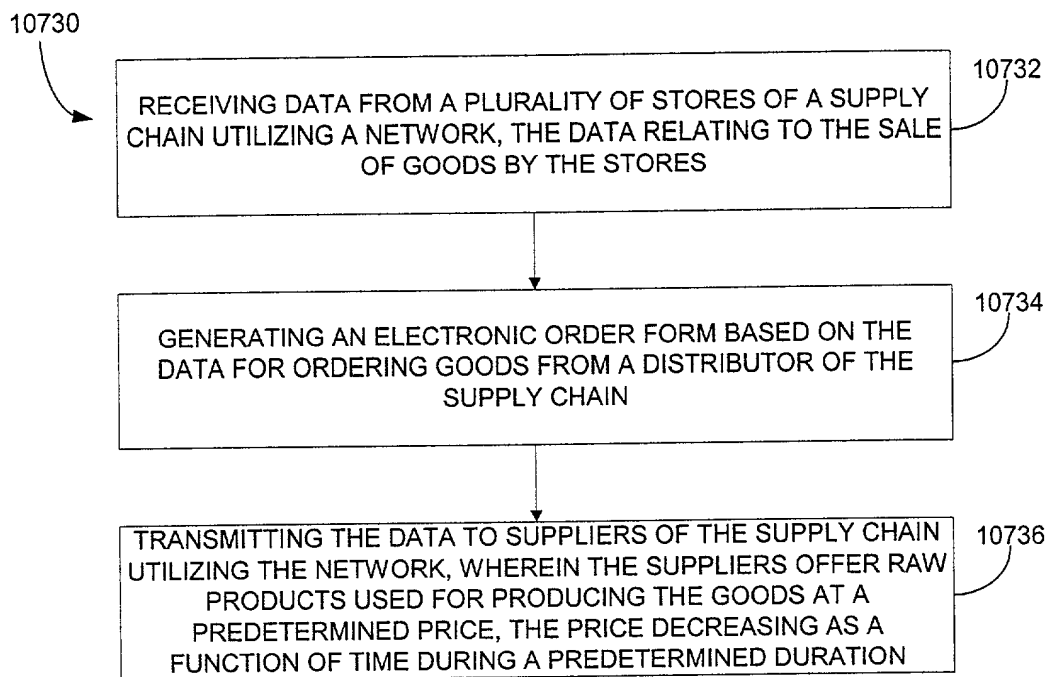 10730
10732
RECEIVING DATA FROM A PLURALITY OF STORES OF A SUPPLY
CHAIN UTILIZING A NETWORK, THE DATA RELATING TO THE SALE
OF GOODS BY THE STORES
10734
GENERATING AN ELECTRONIC ORDER FORM BASED ON THE
DATA FOR ORDERING GOODS FROM A DISTRIBUTOR OF THE
SUPPLY CHAIN
10736
TRANSMITTING THE DATA TO SUPPLIERS OF THE SUPPLY CHAIN
UTILIZING THE NETWORK, WHEREIN THE SUPPLIERS OFFER RAW
PRODUCTS USED FOR PRODUCING THE GOODS AT A
PREDETERMINED PRICE, THE PRICE DECREASING AS A
FUNCTION OF TIME DURING A PREDETERMINED DURATION